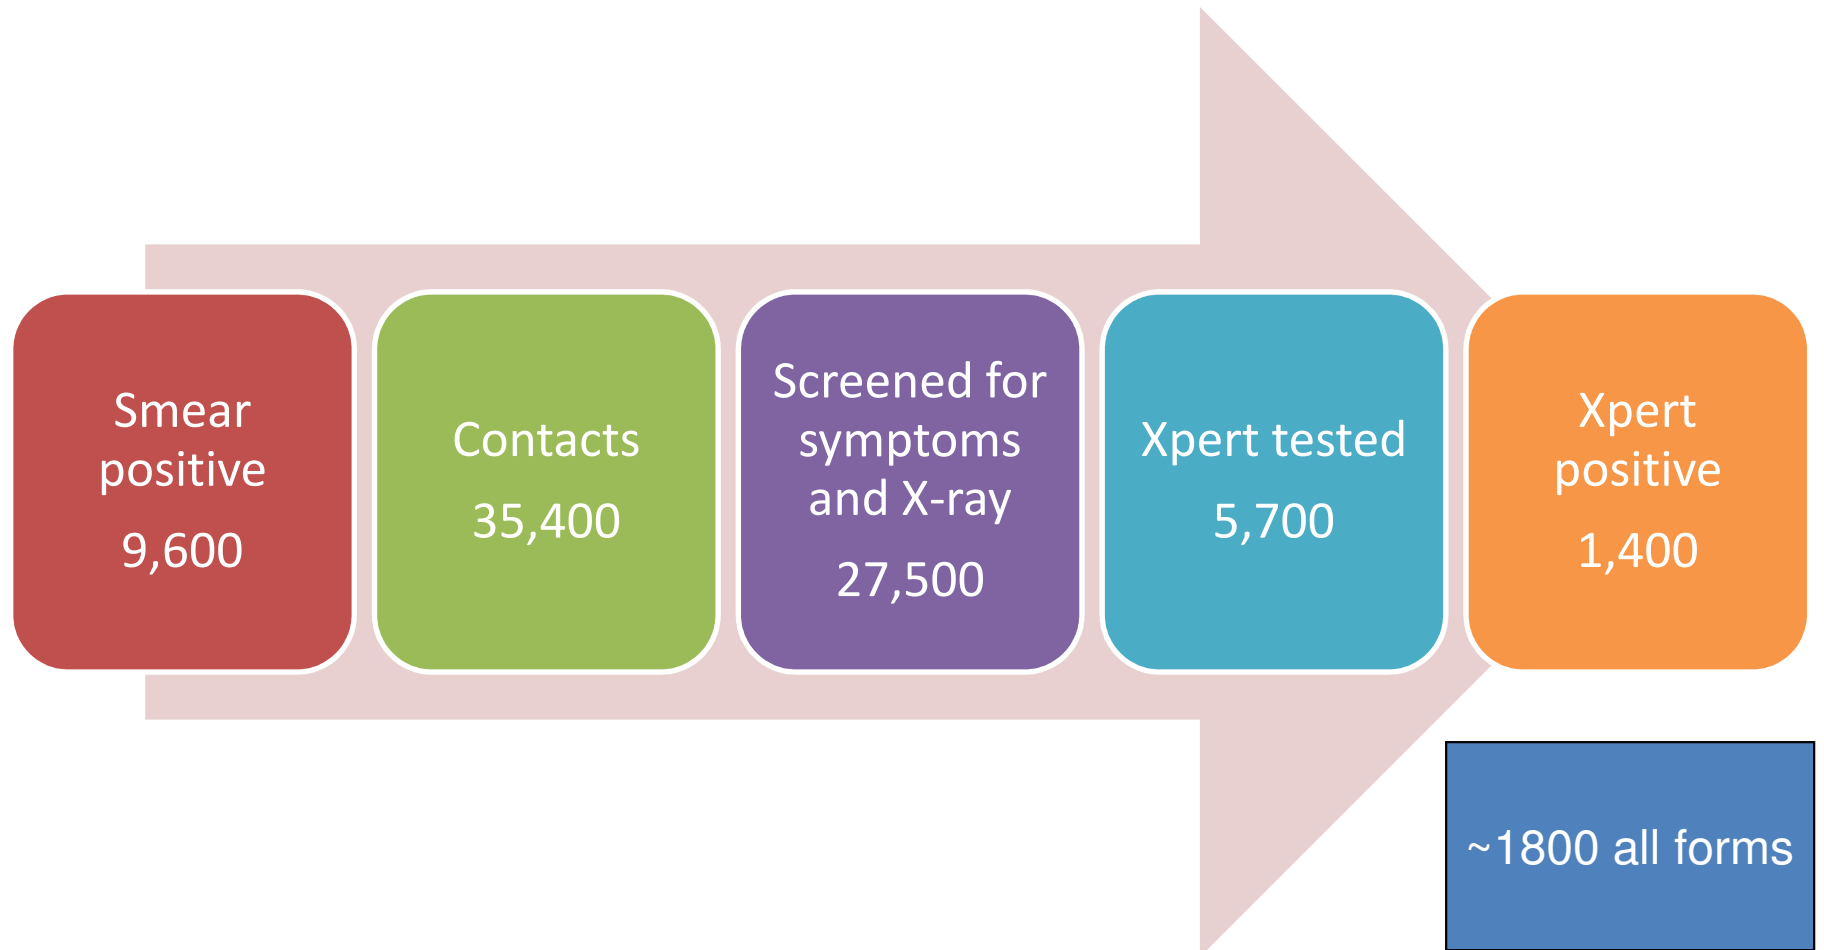 Smear
positive
9,600
Contacts
35,400
Screened for
symptoms
and X-ray
27,500
Xpert tested
5,700
Xpert
positive
1,400
~1800 all forms